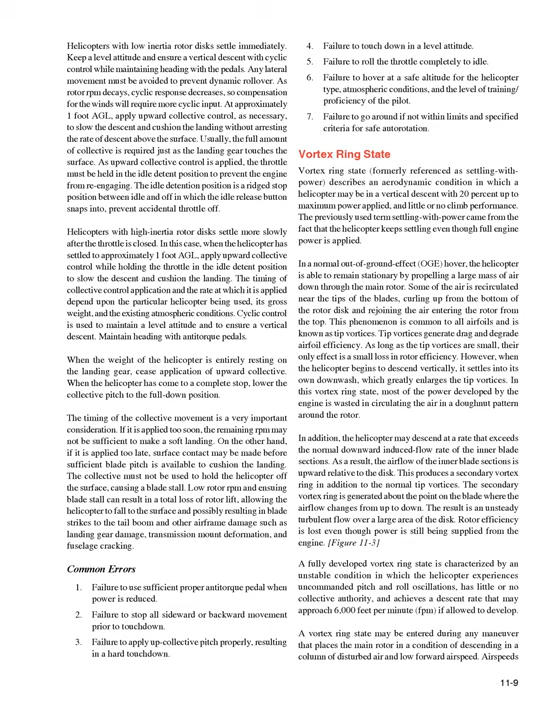 Helicopters with low inertia rotor disks settle immediately.
Keep a level attitude and ensure a vertical descent with cyclic
control while maintaining heading with the pedals. Any lateral
movement must be avoided to prevent dynamic rollover. As
rotor rpm decays, cyclic response decreases, so compensation
for the winds will require more cyclic input. At approximately
1 foot AGL, apply upward collective control, as necessary,
to slow the descent and cushion the landing without arresting
the rate of descent above the surface. Usually, the full amount
of collective is required just as the landing gear touches the
surface. As upward collective control is applied, the throttle
must be held in the idle detent position to prevent the engine
from re-engaging. The idle detention position is a ridged stop
position between idle and off in which the idle release button
snaps into, prevent accidental throttle off.
Helicopters with high-inertia rotor disks settle more slowly
after the throttle is closed. In this case, when the helicopter has
settled to approximately 1 foot AGL, apply upward collective
control while holding the throttle in the idle detent position
to slow the descent and cushion the landing. The timing of
collective control application and the rate at which it is applied
depend upon the particular helicopter being used, its gross
weight, and the existing atmospheric conditions. Cyclic control
is used to maintain a level attitude and to ensure a vertical
descent. Maintain heading with antitorque pedals.
When the weight of the helicopter is entirely resting on
the landing gear, cease application of upward collective.
When the helicopter has come to a complete stop, lower the
collective pitch to the full-down position.
The timing of the collective movement is a very important
consideration. If it is applied too soon, the remaining rpm may
not be sufficient to make a soft landing. On the other hand,
if it is applied too late, surface contact may be made before
sufficient blade pitch is available to cushion the landing.
The collective must not be used to hold the helicopter off
the surface, causing a blade stall. Low rotor rpm and ensuing
blade stall can result in a total loss of rotor lift, allowing the
helicopter to fall to the surface and possibly resulting in blade
strikes to the tail boom and other airframe damage such as
landing gear damage, transmission mount deformation, and
fuselage cracking.
Common Errors
1. Failure to use sufficient proper antitorque pedal when
power is reduced.
2. Failure to stop all sideward or backward movement
prior to touchdown.
3. Failure to apply up-collective pitch properly, resulting
in a hard touchdown.
4. Failure to touch down in a level attitude.
5. Failure to roll the throttle completely to idle.
6. Failure to hover at a safe altitude for the helicopter
type, atmospheric conditions, and the level of training/
proficiency of the pilot.
7. Failure to go around if not within limits and specified
criteria for safe autorotation.
Vortex Ring State
Vortex ring state (formerly referenced as settling-with-
power) describes an aerodynamic condition in which a
helicopter may be in a vertical descent with 20 percent up to
maximum power applied, and little or no climb performance.
The previously used term settling-with-power came from the
fact that the helicopter keeps settling even though full engine
power is applied.
In a normal out-of-ground-effect (OGE) hover, the helicopter
is able to remain stationary by propelling a large mass of air
down through the main rotor. Some of the air is recirculated
near the tips of the blades, curling up from the bottom of
the rotor disk and rejoining the air entering the rotor from
the top. This phenomenon is common to all airfoils and is
known as tip vortices. Tip vortices generate drag and degrade
airfoil efficiency. As long as the tip vortices are small, their
only effect is a small loss in rotor efficiency. However, when
the helicopter begins to descend vertically, it settles into its
own downwash, which greatly enlarges the tip vortices. In
this vortex ring state, most of the power developed by the
engine is wasted in circulating the air in a doughnut pattern
around the rotor.
In addition, the helicopter may descend at a rate that exceeds
the normal downward induced-flow rate of the inner blade
sections. As a result, the airflow of the inner blade sections is
upward relative to the disk. This produces a secondary vortex
ring in addition to the normal tip vortices. The secondary
vortex ring is generated about the point on the blade where the
airflow changes from up to down. The result is an unsteady
turbulent flow over a large area of the disk. Rotor efficiency
is lost even though power is still being supplied from the
engine. [Figure 11-3]
A fully developed vortex ring state is characterized by an
unstable condition in which the helicopter experiences
uncommanded pitch and roll oscillations, has little or no
collective authority, and achieves a descent rate that may
approach 6,000 feet per minute (fpm) if allowed to develop.
A vortex ring state may be entered during any maneuver
that places the main rotor in a condition of descending in a
column of disturbed air and low forward airspeed. Airspeeds
11-9